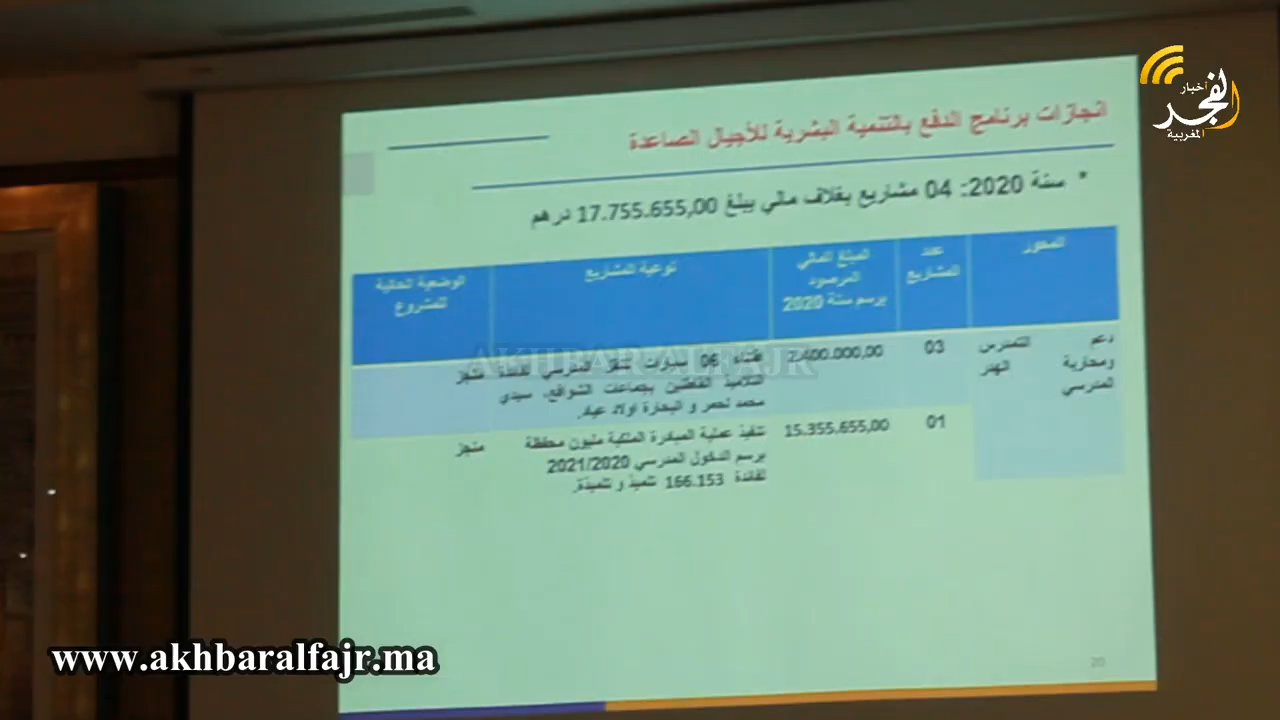 أخبار
الفجر
المغربية
انجازات برنامج الدفع بالتنمية البشرية للأجيال الصاعدة
* سنة 2020: 04 مشاريع بغلاف مالي يبلغ 17.755.655,00 درهم
المحور
عدد
المشاريع
المبلغ المالي
المرصود
برسم سنة 2020
نوعية المشاريع
الوضعية الحالية
للمشروع
دعم التمدرس
ومحاربة الهدر
المدرسي
03
2.400.000,00
اقتناء 06 سيارات للنقل المدرسي لفائدة
التلاميذ القاطنين بجماعات الشوافع، سيدي
محمد لحمر و البحارة اولاد عياد.
منجز
01
15.355.655,00
تنفيذ عملية المبادرة الملكية مليون محفظة
برسم الدخول المدرسي 2021/2020
لفائدة 166.153 تلميذ و تلميذة.
منجز
AKHBAR ALFAJR
20
www.akhbaralfajr.ma